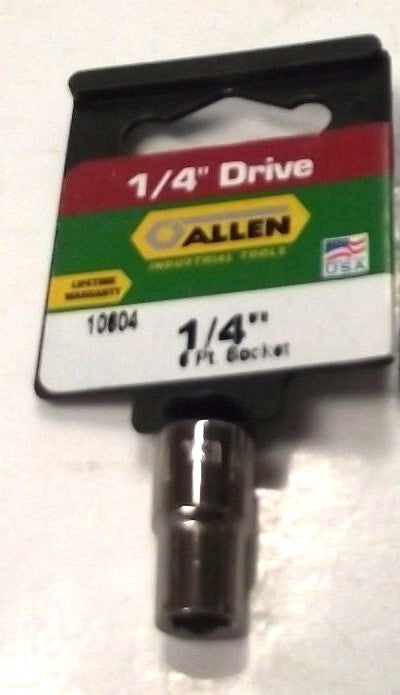 1/4" Drive
ALLEN
INDUSTRIAL TOOLS
USA
LIFETIME
WARRANTY
10604
1/4"
6 Pt. Socket